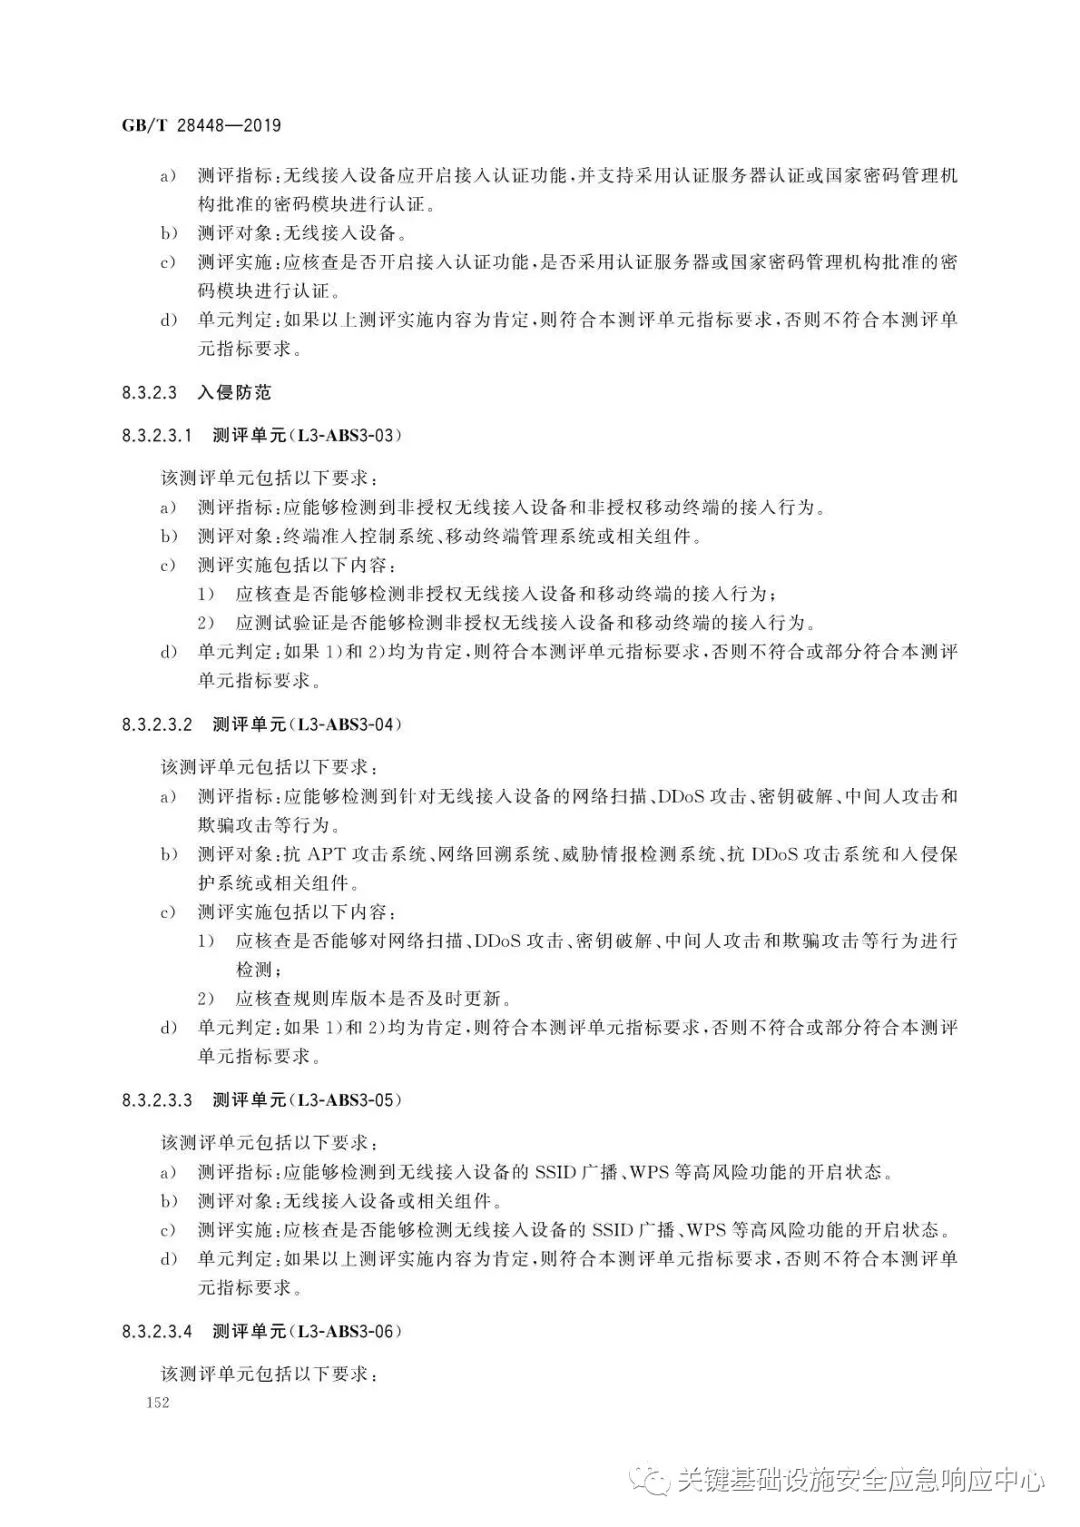 GB/T 28448—2019
a) 测评指标:无线接入设备应开启接入认证功能,并支持采用认证服务器认证或国家密码管理机
构批准的密码模块进行认证。
b) 测评对象:无线接入设备。
c) 测评实施:应核查是否开启接入认证功能,是否采用认证服务器或国家密码管理机构批准的密
码模块进行认证。
d) 单元判定:如果以上测评实施内容为肯定,则符合本测评单元指标要求,否则不符合本测评单
元指标要求。
8.3.2.3 入侵防范
8.3.2.3.1 测评单元(L3-ABS3-03)
该测评单元包括以下要求:
a) 测评指标:应能够检测到非授权无线接入设备和非授权移动终端的接入行为。
b) 测评对象:终端准入控制系统、移动终端管理系统或相关组件。
c) 测评实施包括以下内容:
1) 应核查是否能够检测非授权无线接入设备和移动终端的接入行为;
2) 应测试验证是否能够检测非授权无线接入设备和移动终端的接入行为。
d) 单元判定:如果 1)和 2)均为肯定,则符合本测评单元指标要求,否则不符合或部分符合本测评
单元指标要求。
8.3.2.3.2 测评单元(L3-ABS3-04)
该测评单元包括以下要求:
a) 测评指标:应能够检测到针对无线接入设备的网络扫描、DDoS 攻击、密钥破解、中间人攻击和
欺骗攻击等行为。
b) 测评对象:抗 APT 攻击系统、网络回溯系统、威胁情报检测系统、抗 DDoS 攻击系统和入侵保
护系统或相关组件。
c) 测评实施包括以下内容:
1) 应核查是否能够对网络扫描、DDoS 攻击、密钥破解、中间人攻击和欺骗攻击等行为进行
检测;
2) 应核查规则库版本是否及时更新。
d) 单元判定:如果 1)和 2)均为肯定,则符合本测评单元指标要求,否则不符合或部分符合本测评
单元指标要求。
8.3.2.3.3 测评单元(L3-ABS3-05)
该测评单元包括以下要求:
a) 测评指标:应能够检测到无线接入设备的 SSID 广播、WPS 等高风险功能的开启状态。
b) 测评对象:无线接入设备或相关组件。
c) 测评实施:应核查是否能够检测无线接入设备的 SSID 广播、WPS 等高风险功能的开启状态。
d) 单元判定:如果以上测评实施内容为肯定,则符合本测评单元指标要求,否则不符合本测评单
元指标要求。
8.3.2.3.4 测评单元(L3-ABS3-06)
该测评单元包括以下要求:
152
关键基础设施安全应急响应中心